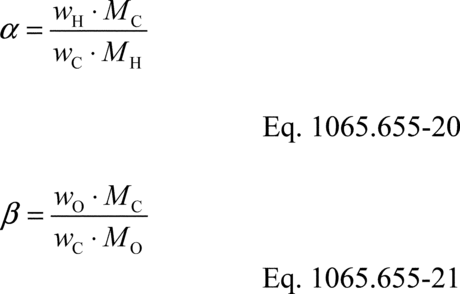 α = w_H · M_C / w_C · M_H
Eq. 1065.655-20
β = w_O · M_C / w_C · M_O
Eq. 1065.655-21